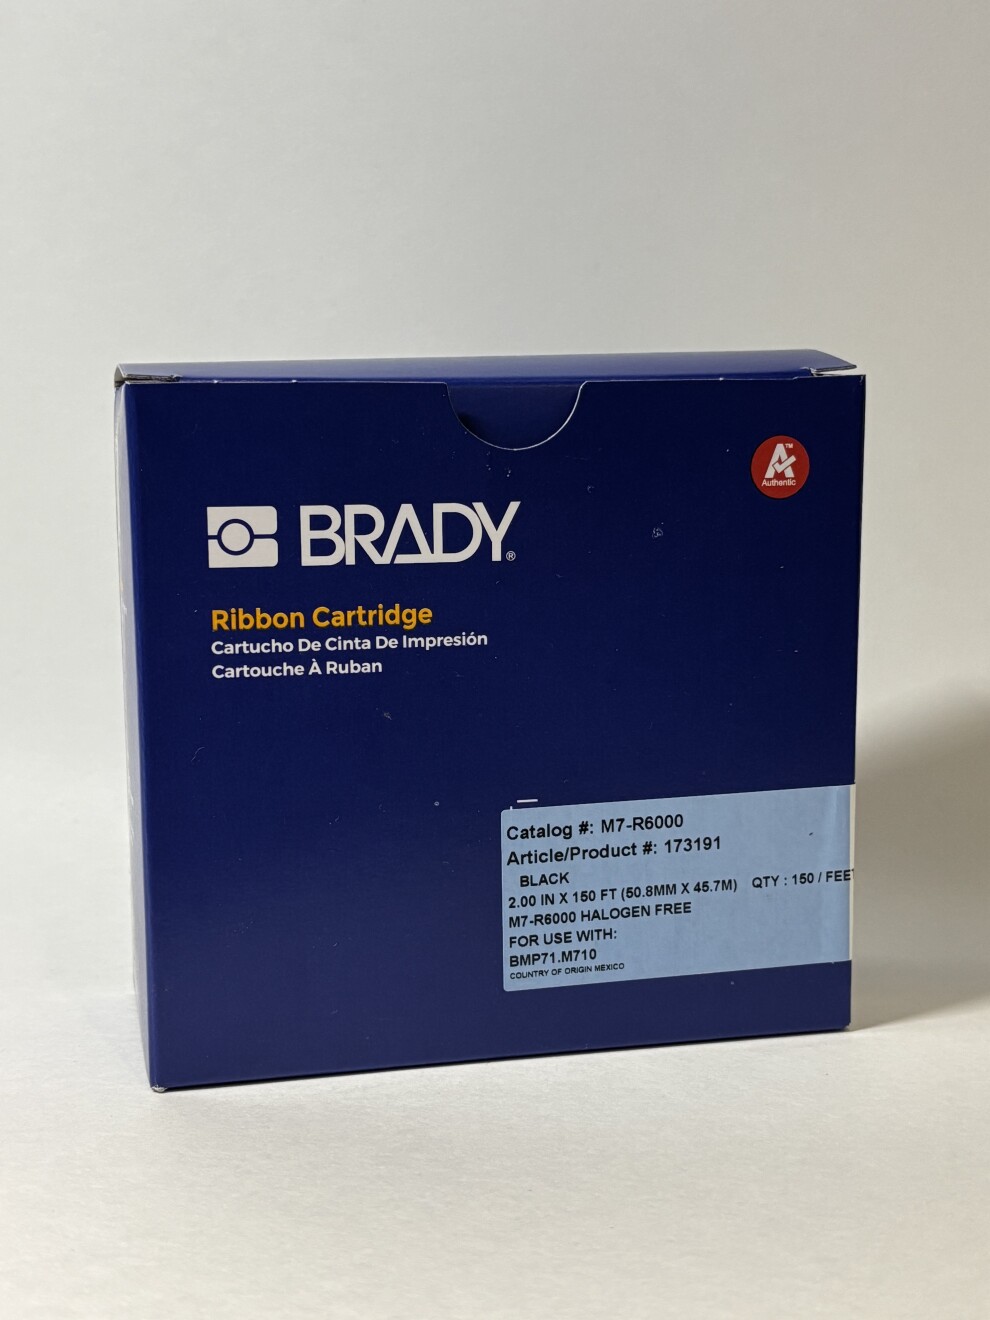 A™
Authentic
BRADY®
Ribbon Cartridge
Cartucho De Cinta De Impresión
Cartouche À Ruban
Catalog #: M7-R6000
Article/Product #: 173191
BLACK
2.00 IN X 150 FT (50.8MM X 45.7M) QTY : 150 / FEET
M7-R6000 HALOGEN FREE
FOR USE WITH:
BMP71.M710
COUNTRY OF ORIGIN MEXICO